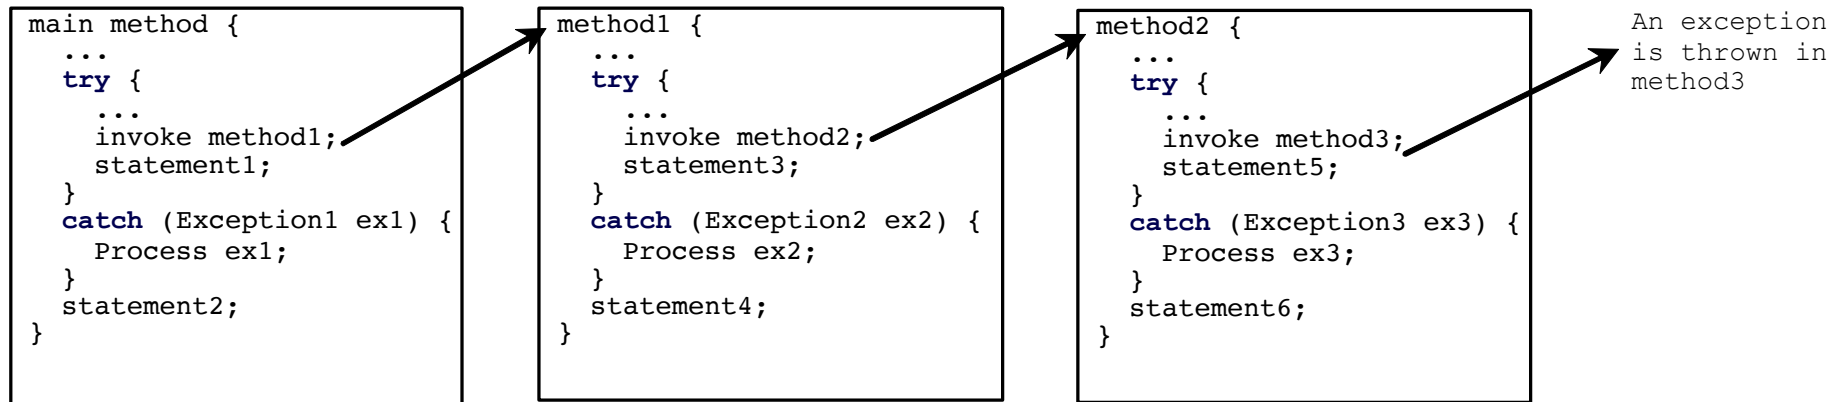 main method {
  ...
  try {
    ...
    invoke method1;
    statement1;
  }
  catch (Exception1 ex1) {
    Process ex1;
  }
  statement2;
}
method1 {
  ...
  try {
    ...
    invoke method2;
    statement3;
  }
  catch (Exception2 ex2) {
    Process ex2;
  }
  statement4;
}
method2 {
  ...
  try {
    ...
    invoke method3;
    statement5;
  }
  catch (Exception3 ex3) {
    Process ex3;
  }
  statement6;
}
An exception
is thrown in
method3